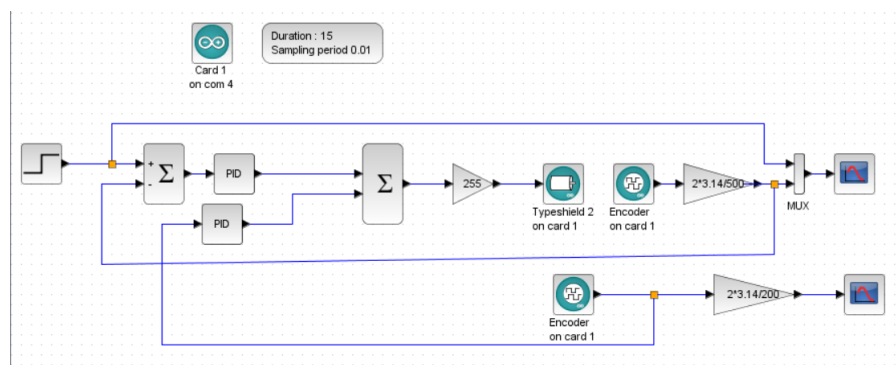 Duration : 15
Sampling period 0.01
Card 1
on com 4
+
-
Σ
PID
Σ
255
2*3.14/500
Typeshield 2
on card 1
Encoder
on card 1
MUX
PID
2*3.14/200
Encoder
on card 1